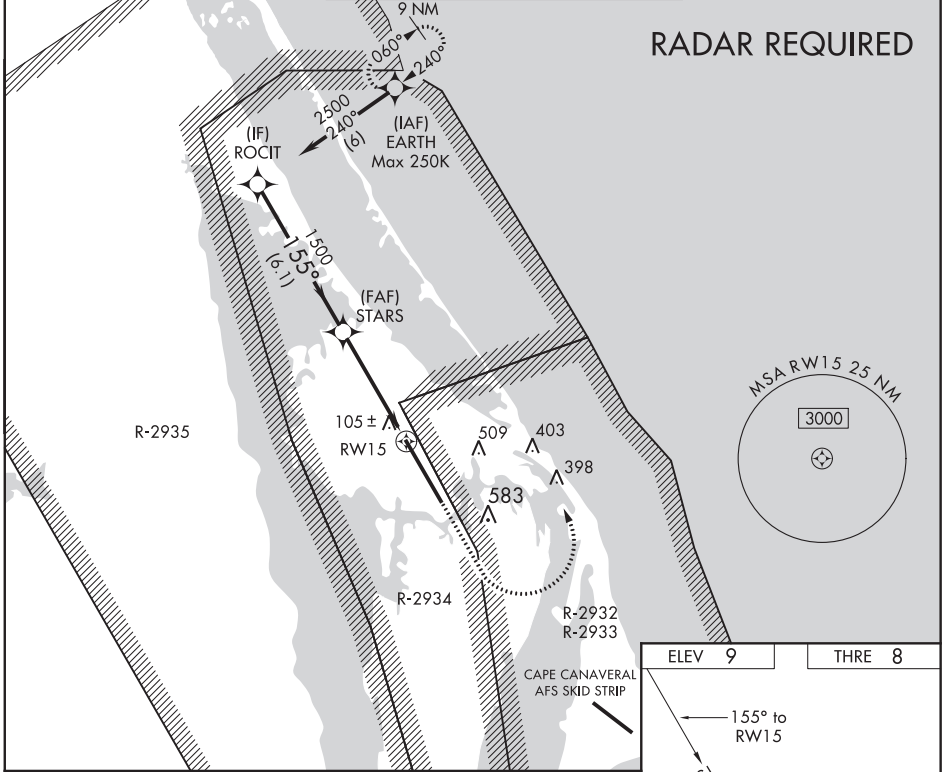 9 NM
RADAR REQUIRED
060°
240°
2500
240°
(6)
(IAF)
EARTH
Max 250K
(IF)
ROCIT
1500
155°
(6.1)
(FAF)
STARS
MSA RW15 25 NM
3000
R-2935
105 ±
RW15
509
403
398
583
R-2934
R-2932
R-2933
CAPE CANAVERAL
AFS SKID STRIP
ELEV 9
THRE 8
155° to
RW15